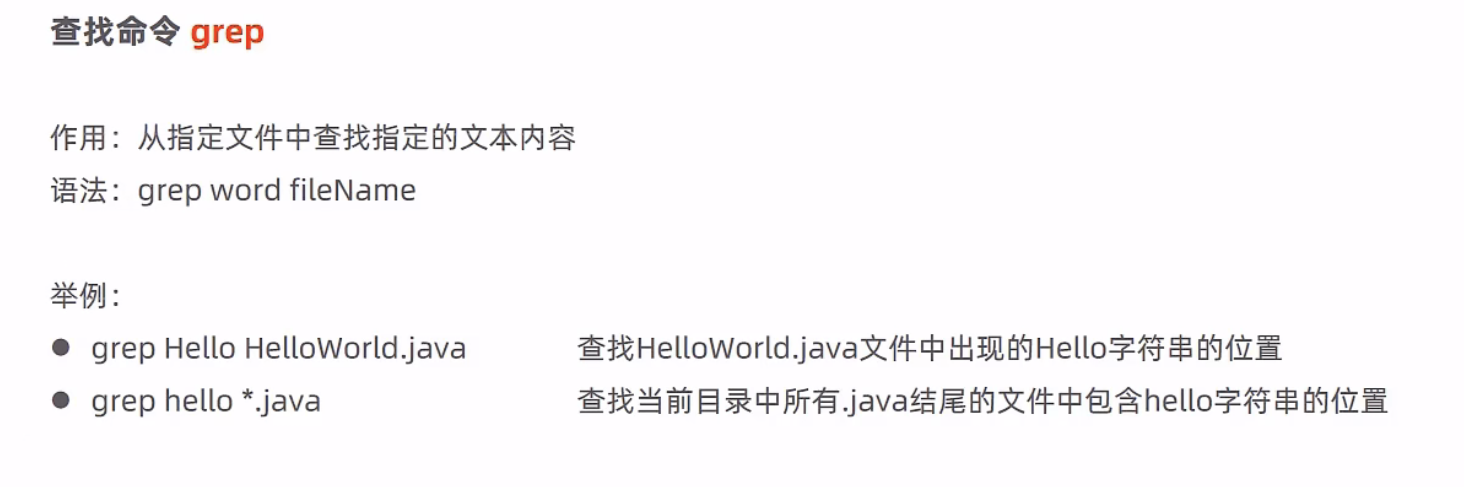 查找命令 grep
作用：从指定文件中查找指定的文本内容
语法：grep word fileName
举例：
● grep Hello HelloWorld.java 查找HelloWorld.java文件中出现的Hello字符串的位置
● grep hello *.java 查找当前目录中所有.java结尾的文件中包含hello字符串的位置